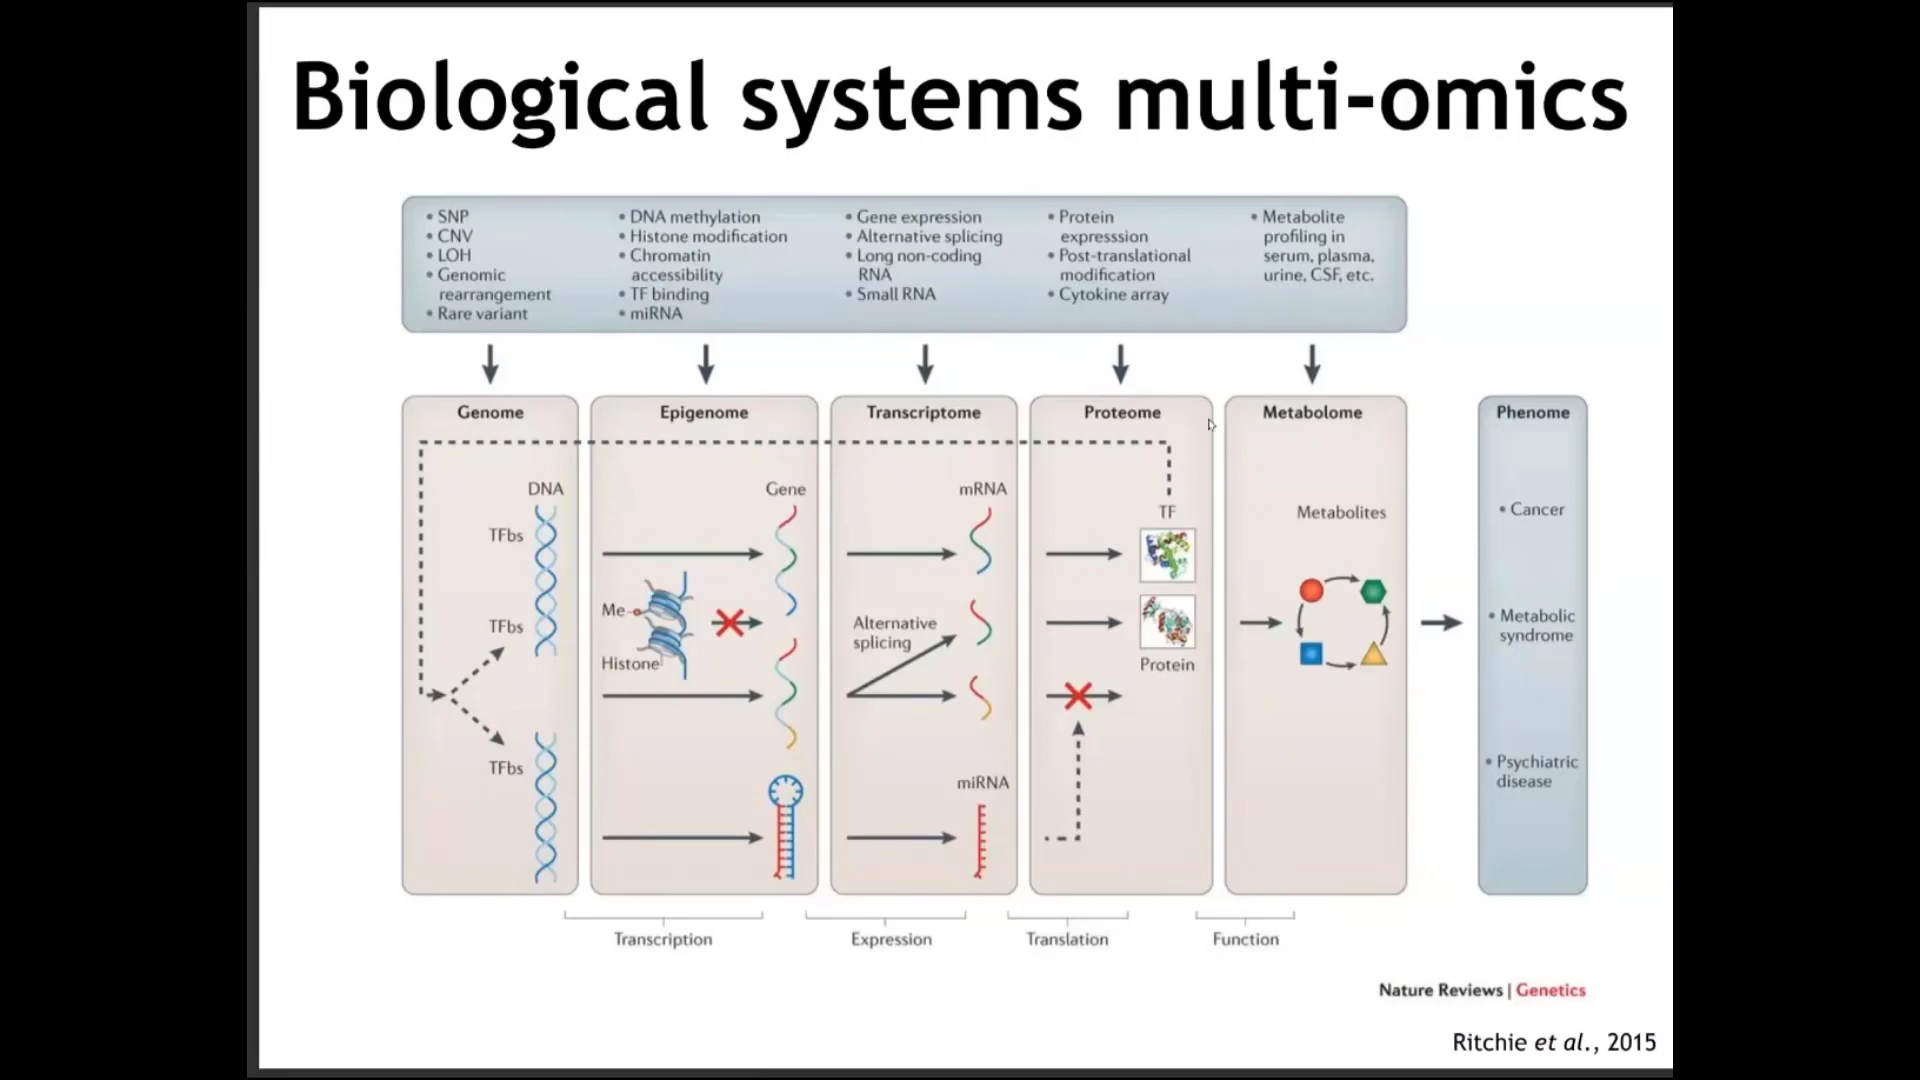 Biological systems multi-omics
• SNP
• CNV
• LOH
• Genomic
rearrangement
• Rare variant
• DNA methylation
• Histone modification
• Chromatin
accessibility
• TF binding
• miRNA
• Gene expression
• Alternative splicing
• Long non-coding
RNA
• Small RNA
• Protein
expresssion
• Post-translational
modification
• Cytokine array
• Metabolite
profiling in
serum, plasma,
urine, CSF, etc.
Genome
Epigenome
Transcriptome
Proteome
Metabolome
Phenome
DNA
TFbs
TFbs
TFbs
Gene
Me
Histone
mRNA
Alternative
splicing
miRNA
TF
Protein
Metabolites
• Cancer
• Metabolic
syndrome
• Psychiatric
disease
Transcription
Expression
Translation
Function
Nature Reviews | Genetics
Ritchie et al., 2015